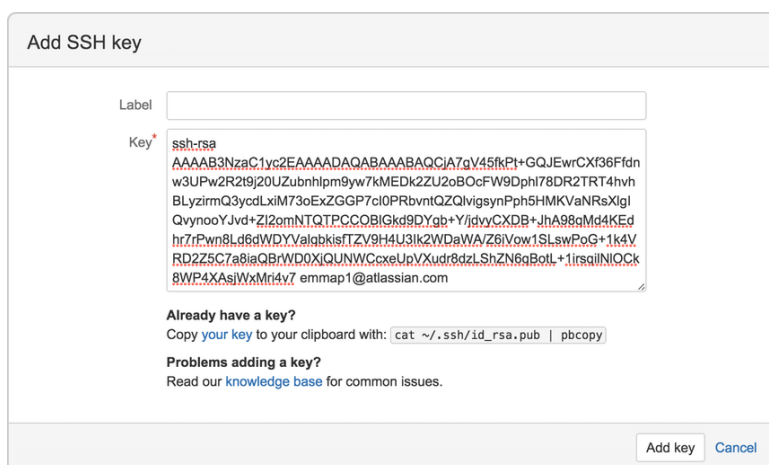 Add SSH key
Label
Key*
ssh-rsa
AAAAB3NzaC1yc2EAAAADAQABAAABAQCjA7gV45fkPt+GQJEwrCXf36Ffdn
w3UPw2R2t9j20UZubnhlpm9yw7kMEDk2ZU2oBOcFW9Dphl78DR2TRT4hvh
BLyzirmQ3ycdLxiM73oExZGGP7cl0PRbvntQZQlvigsynPph5HMKVaNRsXlgI
QvynooYJvd+ZI2omNTQTPCCOBlGkd9DYgb+Y/jdvyCXDB+JhA98qMd4KEd
hr7rPwn8Ld6dWDYValqbkisfTZV9H4U3Ik2WDaWA/Z6iVow1SLswPoG+1k4V
RD2Z5C7a8iaQBrWD0XjQUNWCcxeUpVXudr8dzLShZN6qBotL+1irsqilNlOCk
8WP4XAsjWxMri4v7 emmap1@atlassian.com
Already have a key?
Copy your key to your clipboard with: cat ~/.ssh/id_rsa.pub | pbcopy
Problems adding a key?
Read our knowledge base for common issues.
Add key Cancel